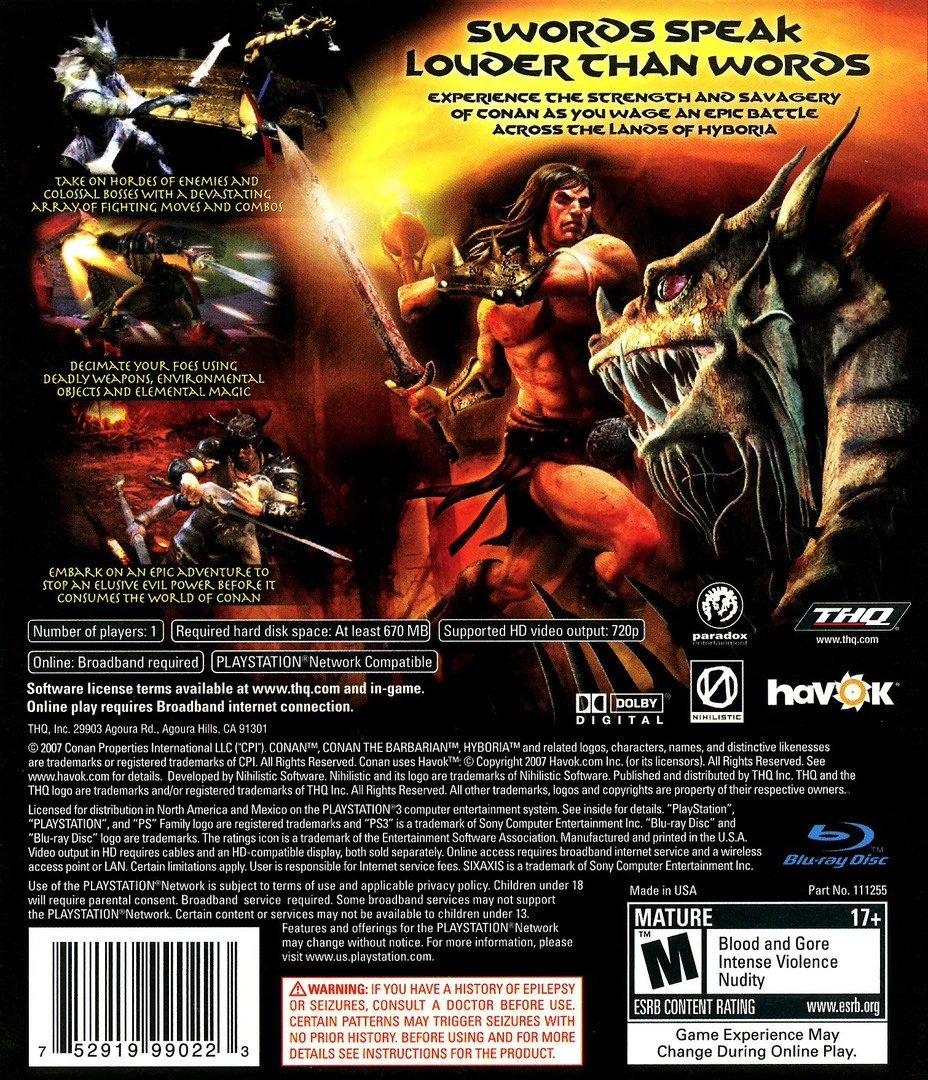 SWORDS SPEAK
LOUDER THAN WORDS
EXPERIENCE THE STRENGTH AND SAVAGERY
OF CONAN AS YOU WAGE AN EPIC BATTLE
ACROSS THE LANDS OF HYBORIA
TAKE ON HORDES OF ENEMIES AND
COLOSSAL BOSSES WITH A DEVASTATING
ARRAY OF FIGHTING MOVES AND COMBOS
DECIMATE YOUR FOES USING
DEADLY WEAPONS, ENVIRONMENTAL
OBJECTS AND ELEMENTAL MAGIC
EMBARK ON AN EPIC ADVENTURE TO
STOP AN ELUSIVE EVIL POWER BEFORE IT
CONSUMES THE WORLD OF CONAN
Number of players: 1
Required hard disk space: At least 670 MB
Supported HD video output: 720p
Online: Broadband required
PLAYSTATION®Network Compatible
paradox
entertainment
THQ®
www.thq.com
Software license terms available at www.thq.com and in-game.
Online play requires Broadband internet connection.
DOLBY®
DIGITAL
NIHILISTIC
havok®
THQ, Inc. 29903 Agoura Rd., Agoura Hills, CA 91301
© 2007 Conan Properties International LLC ("CPI"). CONAN™, CONAN THE BARBARIAN™, HYBORIA™ and related logos, characters, names, and distinctive likenesses
are trademarks or registered trademarks of CPI. All Rights Reserved. Conan uses Havok™: © Copyright 2007 Havok.com Inc. (or its licensors). All Rights Reserved. See
www.havok.com for details. Developed by Nihilistic Software. Nihilistic and its logo are trademarks of Nihilistic Software. Published and distributed by THQ Inc. THQ and the
THQ logo are trademarks and/or registered trademarks of THQ Inc. All Rights Reserved. All other trademarks, logos and copyrights are property of their respective owners.
Licensed for distribution in North America and Mexico on the PLAYSTATION®3 computer entertainment system. See inside for details. "PlayStation",
"PLAYSTATION", and "PS" Family logo are registered trademarks and "PS3" is a trademark of Sony Computer Entertainment Inc. "Blu-ray Disc" and
"Blu-ray Disc" logo are trademarks. The ratings icon is a trademark of the Entertainment Software Association. Manufactured and printed in the U.S.A.
Video output in HD requires cables and an HD-compatible display, both sold separately. Online access requires broadband internet service and a wireless
access point or LAN. Certain limitations apply. User is responsible for Internet service fees. SIXAXIS is a trademark of Sony Computer Entertainment Inc.
Blu-ray Disc™
Use of the PLAYSTATION®Network is subject to terms of use and applicable privacy policy. Children under 18
will require parental consent. Broadband service required. Some broadband services may not support
the PLAYSTATION®Network. Certain content or services may not be available to children under 13.
Features and offerings for the PLAYSTATION®Network
may change without notice. For more information, please
visit www.us.playstation.com.
Made in USA
Part No. 111255
MATURE 17+
M™
Blood and Gore
Intense Violence
Nudity
ESRB CONTENT RATING www.esrb.org
Game Experience May
Change During Online Play.
WARNING: IF YOU HAVE A HISTORY OF EPILEPSY
OR SEIZURES, CONSULT A DOCTOR BEFORE USE.
CERTAIN PATTERNS MAY TRIGGER SEIZURES WITH
NO PRIOR HISTORY. BEFORE USING AND FOR MORE
DETAILS SEE INSTRUCTIONS FOR THE PRODUCT.
7 52919 99022 3